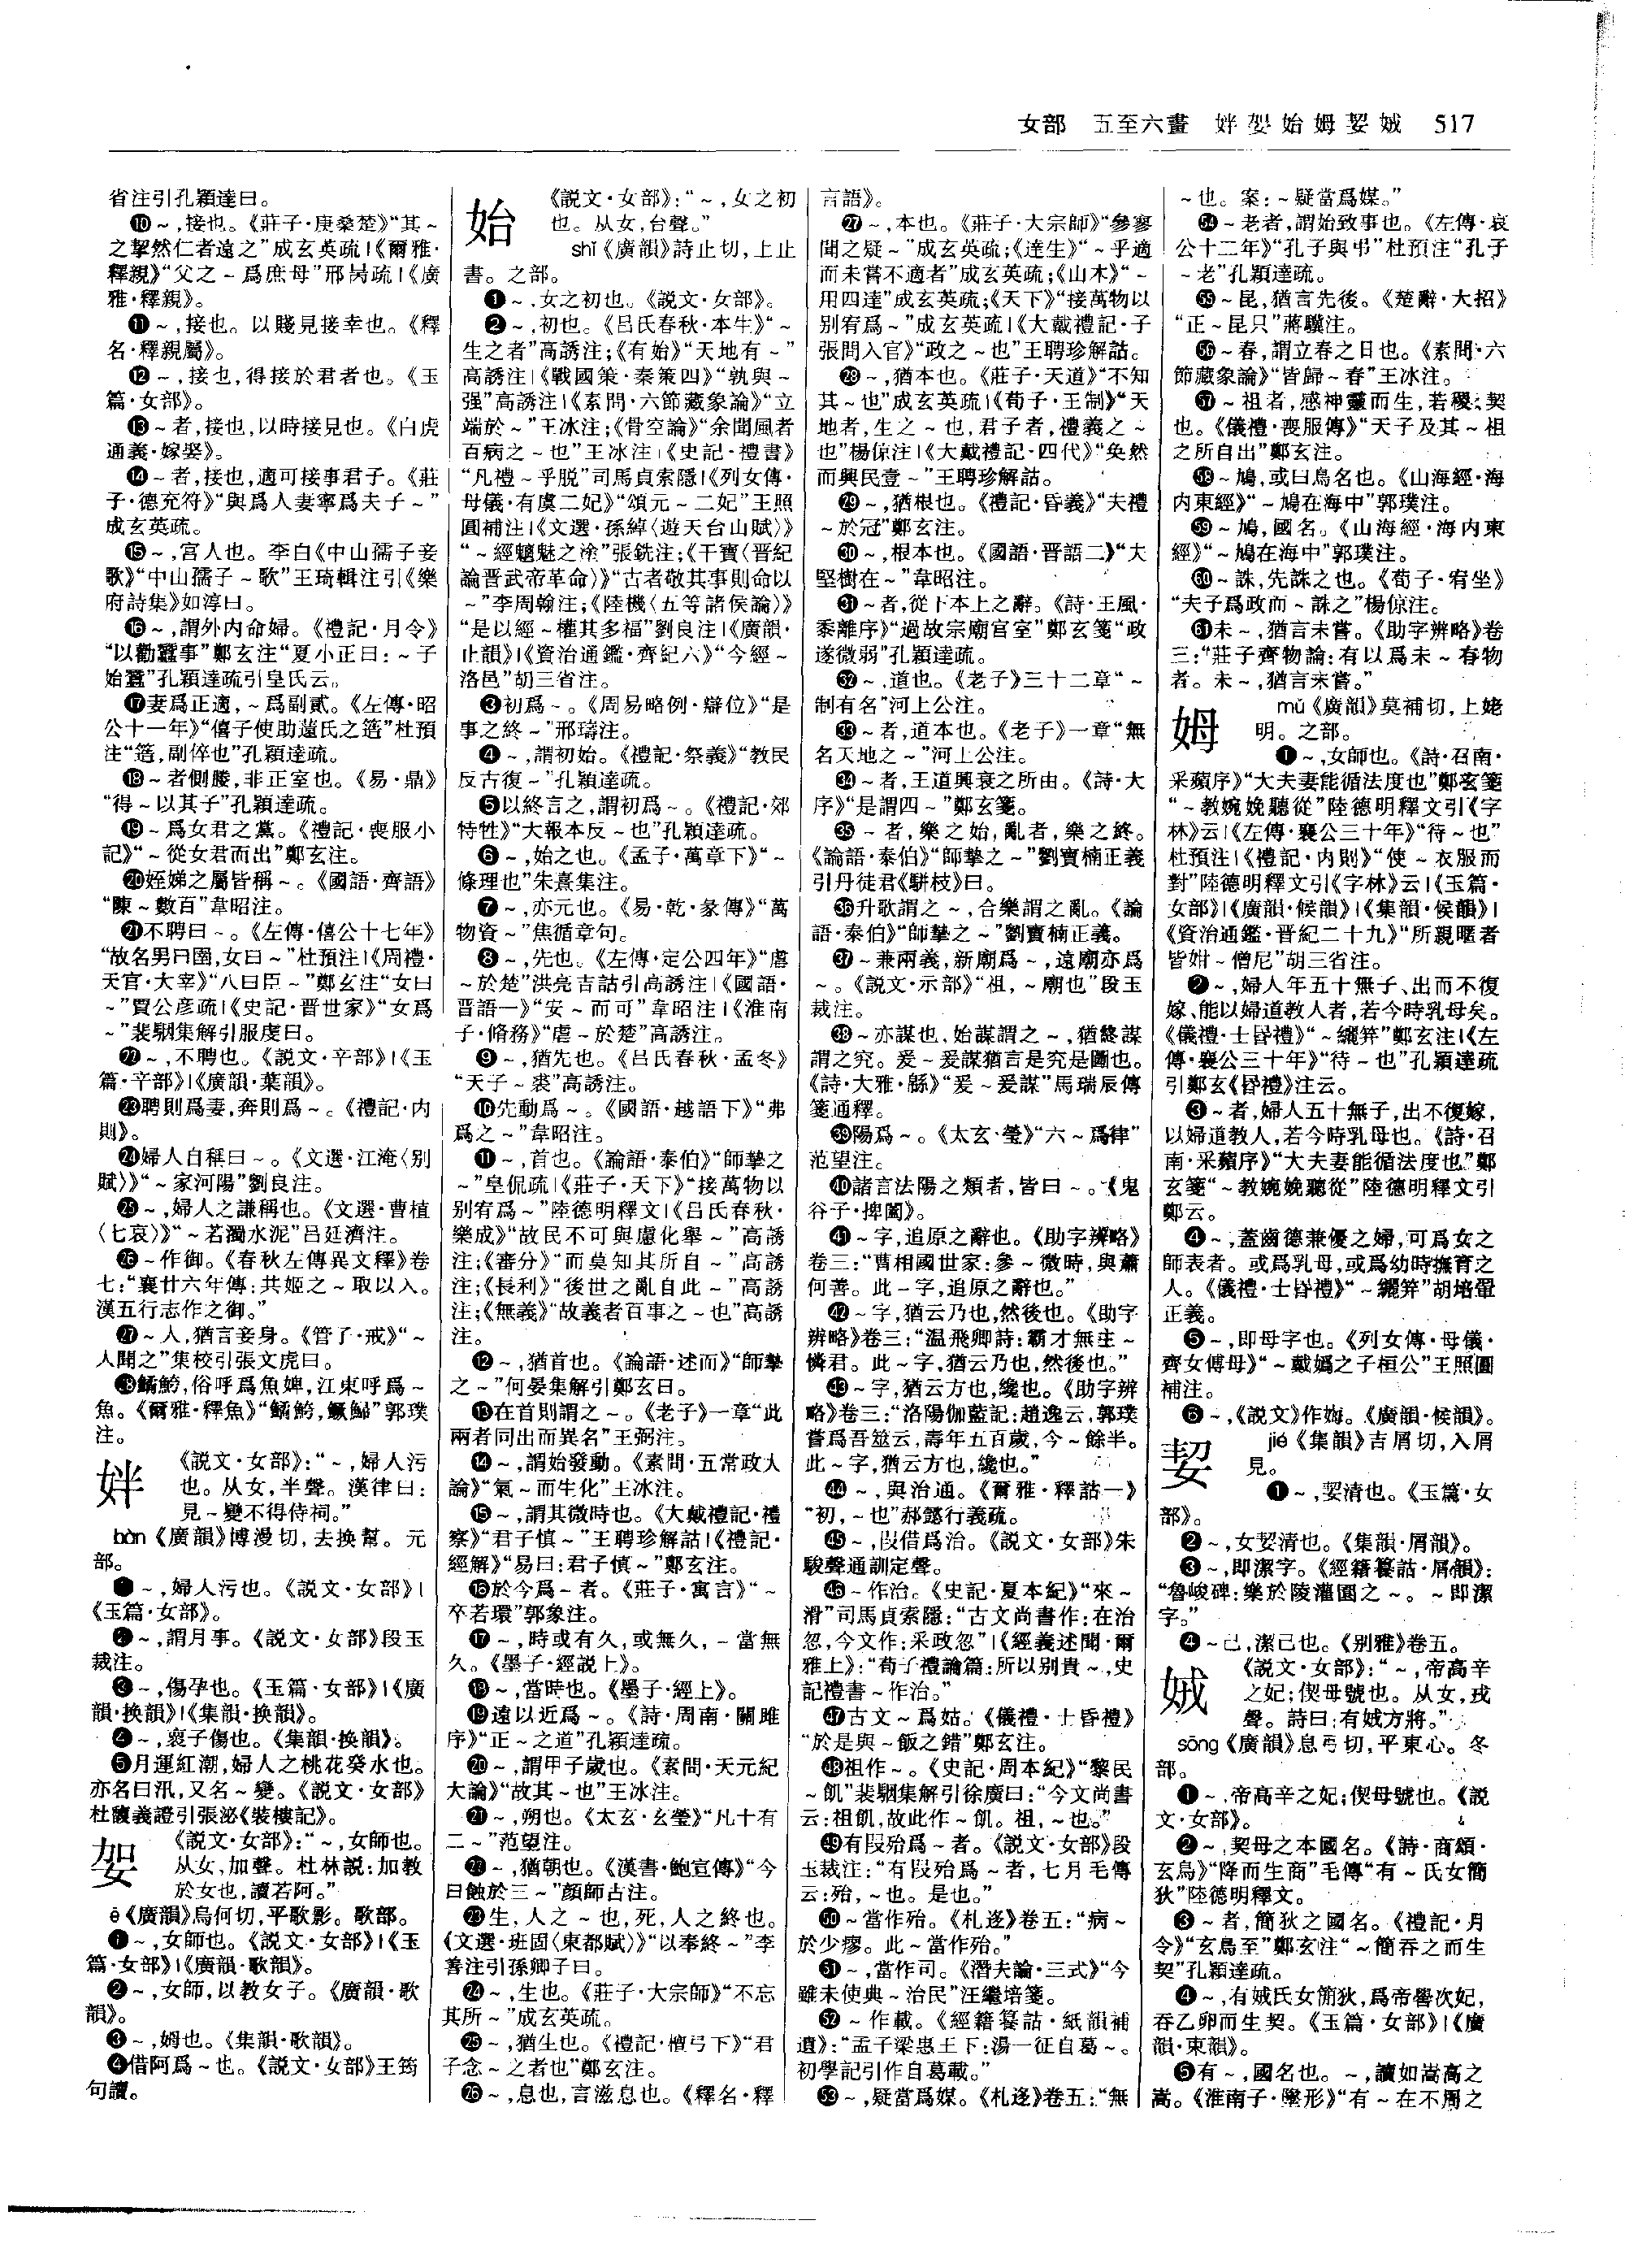 女部　五至六畫　姅妿始姆娎娀　517
省注引孔穎達曰。
❿～,接也。《莊子·庚桑楚》“其～
之挈然仁者遠之”成玄英疏|《爾雅·
釋親》“父之～爲庶母”邢昺疏|《廣
雅·釋親》。
⓫～,接也。以賤見接幸也。《釋
名·釋親屬》。
⓬～,接也,得接於君者也。《玉
篇·女部》。
⓭～者,接也,以時接見也。《白虎
通義·嫁娶》。
⓮～者,接也,適可接事君子。《莊
子·德充符》“與爲人妻寧爲夫子～”
成玄英疏。
⓯～,宮人也。李白《中山孺子妾
歌》“中山孺子～歌”王琦輯注引《樂
府詩集》如淳曰。
⓰～,謂外内命婦。《禮記·月令》
“以勸蠶事”鄭玄注“夏小正曰:～子
始蠶”孔穎達疏引皇氏云。
⓱妻爲正適,～爲副貳。《左傳·昭
公十一年》“僖子使助薳氏之簉”杜預
注“簉,副倅也”孔穎達疏。
⓲～者側媵,非正室也。《易·鼎》
“得～以其子”孔穎達疏。
⓳～爲女君之黨。《禮記·喪服小
記》“～從女君而出”鄭玄注。
⓴姪娣之屬皆稱～。《國語·齊語》
“陳～數百”韋昭注。
㉑不聘曰～。《左傳·僖公十七年》
“故名男曰圉,女曰～”杜預注|《周禮·
天官·大宰》“八曰臣～”鄭玄注“女曰
～”賈公彥疏|《史記·晋世家》“女爲
～”裴駰集解引服虔曰。
㉒～,不聘也。《説文·䇂部》|《玉
篇·䇂部》|《廣韻·葉韻》。
㉓聘則爲妻,奔則爲～。《禮記·内
則》。
㉔婦人自稱曰～。《文選·江淹〈别
賦〉》“～家河陽”劉良注。
㉕～,婦人之謙稱也。《文選·曹植
〈七哀〉》“～若濁水泥”吕延濟注。
㉖～作御。《春秋左傳異文釋》卷
七:“襄廿六年傳:共姬之～取以入。
漢五行志作之御。”
㉗～人,猶言妾身。《管子·戒》“～
人聞之”集校引張文虎曰。
㉘鱊鮬,俗呼爲魚婢,江東呼爲～
魚。《爾雅·釋魚》“鱊鮬,鱖鯞”郭璞
注。
姅
《説文·女部》:“～,婦人污
也。从女,半聲。漢律曰:
見～變不得侍祠。”
bàn《廣韻》博漫切,去换幫。元
部。
❶～,婦人污也。《説文·女部》|
《玉篇·女部》。
❷～,謂月事。《説文·女部》段玉
裁注。
❸～,傷孕也。《玉篇·女部》|《廣
韻·换韻》|《集韻·换韻》。
❹～,裹子傷也。《集韻·换韻》。
❺月運紅潮,婦人之桃花癸水也。
亦名曰汛,又名～變。《説文·女部》
桂馥義證引張泌《裝樓記》。
妿
《説文·女部》:“～,女師也。
从女,加聲。杜林説:加教
於女也,讀若阿。”
ē《廣韻》烏何切,平歌影。歌部。
❶～,女師也。《説文·女部》|《玉
篇·女部》|《廣韻·歌韻》。
❷～,女師,以教女子。《廣韻·歌
韻》。
❸～,姆也。《集韻·歌韻》。
❹借阿爲～也。《説文·女部》王筠
句讀。
始
《説文·女部》:“～,女之初
也。从女,台聲。”
shǐ《廣韻》詩止切,上止
書。之部。
❶～,女之初也。《説文·女部》。
❷～,初也。《吕氏春秋·本生》“～
生之者”高誘注;《有始》“天地有～”
高誘注|《戰國策·秦策四》“孰與～
强”高誘注|《素問·六節藏象論》“立
端於～”王冰注;《骨空論》“余聞風者
百病之～也”王冰注|《史記·禮書》
“凡禮～乎脱”司馬貞索隱|《列女傳·
母儀·有虞二妃》“頌元～二妃”王照
圓補注|《文選·孫綽〈遊天台山賦〉》
“～經魑魅之塗”張銑注;《干寶〈晋紀
論晋武帝革命〉》“古者敬其事則命以
～”李周翰注;《陸機〈五等諸侯論〉》
“是以經～權其多福”劉良注|《廣韻·
止韻》|《資治通鑑·齊紀六》“今經～
洛邑”胡三省注。
❸初爲～。《周易略例·辯位》“是
事之終～”邢璹注。
❹～,謂初始。《禮記·祭義》“教民
反古復～”孔穎達疏。
❺以終言之,謂初爲～。《禮記·郊
特牲》“大報本反～也”孔穎達疏。
❻～,始之也。《孟子·萬章下》“～
條理也”朱熹集注。
❼～,亦元也。《易·乾·彖傳》“萬
物資～”焦循章句。
❽～,先也。《左傳·定公四年》“虐
～於楚”洪亮吉詁引高誘注|《國語·
晋語一》“安～而可”韋昭注|《淮南
子·脩務》“虐～於楚”高誘注。
❾～,猶先也。《吕氏春秋·孟冬》
“天子～裘”高誘注。
❿先動爲～。《國語·越語下》“弗
爲之～”韋昭注。
⓫～,首也。《論語·泰伯》“師摯之
～”皇侃疏|《莊子·天下》“接萬物以
别宥爲～”陸德明釋文|《吕氏春秋·
樂成》“故民不可與慮化舉～”高誘
注;《審分》“而莫知其所自～”高誘
注;《長利》“後世之亂自此～”高誘
注;《無義》“故義者百事之～也”高誘
注。
⓬～,猶首也。《論語·述而》“師摯
之～”何晏集解引鄭玄曰。
⓭在首則謂之～。《老子》一章“此
兩者同出而異名”王弼注。
⓮～,謂始發動。《素問·五常政大
論》“氣～而生化”王冰注。
⓯～,謂其微時也。《大戴禮記·禮
察》“君子慎～”王聘珍解詁|《禮記·
經解》“易曰:君子慎～”鄭玄注。
⓰於今爲～者。《莊子·寓言》“～
卒若環”郭象注。
⓱～,時或有久,或無久,～當無
久。《墨子·經説上》。
⓲～,當時也。《墨子·經上》。
⓳遠以近爲～。《詩·周南·關雎
序》“正～之道”孔穎達疏。
⓴～,謂甲子歲也。《素問·天元紀
大論》“故其～也”王冰注。
㉑～,朔也。《太玄·玄瑩》“凡十有
二～”范望注。
㉒～,猶朝也。《漢書·鮑宣傳》“今
日蝕於三～”顔師古注。
㉓生,人之～也,死,人之終也。
《文選·班固〈東都賦〉》“以奉終～”李
善注引孫卿子曰。
㉔～,生也。《莊子·大宗師》“不忘
其所～”成玄英疏。
㉕～,猶生也。《禮記·檀弓下》“君
子念～之者也”鄭玄注。
㉖～,息也,言滋息也。《釋名·釋
言語》。
㉗～,本也。《莊子·大宗師》“參寥
聞之疑～”成玄英疏;《達生》“～乎適
而未嘗不適者”成玄英疏;《山木》“～
用四達”成玄英疏;《天下》“接萬物以
别宥爲～”成玄英疏|《大戴禮記·子
張問入官》“政之～也”王聘珍解詁。
㉘～,猶本也。《莊子·天道》“不知
其～也”成玄英疏|《荀子·王制》“天
地者,生之～也,君子者,禮義之～
也”楊倞注|《大戴禮記·四代》“奂然
而興民壹～”王聘珍解詁。
㉙～,猶根也。《禮記·昏義》“夫禮
～於冠”鄭玄注。
㉚～,根本也。《國語·晋語二》“大
堅樹在～”韋昭注。
㉛～者,從下本上之辭。《詩·王風·
黍離序》“過故宗廟宫室”鄭玄箋“政
遂微弱”孔穎達疏。
㉜～,道也。《老子》三十二章“～
制有名”河上公注。
㉝～者,道本也。《老子》一章“無
名天地之～”河上公注。
㉞～者,王道興衰之所由。《詩·大
序》“是謂四～”鄭玄箋。
㉟～者,樂之始,亂者,樂之終。
《論語·泰伯》“師摯之～”劉寶楠正義
引丹徒君《駢枝》曰。
㊱升歌謂之～,合樂謂之亂。《論
語·泰伯》“師摯之～”劉寶楠正義。
㊲～兼兩義,新廟爲～,遠廟亦爲
～。《説文·示部》“祖,～廟也”段玉
裁注。
㊳～亦謀也,始謀謂之～,猶終謀
謂之究。爰～爰謀猶言是究是圖也。
《詩·大雅·緜》“爰～爰謀”馬瑞辰傳
箋通釋。
㊴陽爲～。《太玄·瑩》“六～爲律”
范望注。
㊵諸言法陽之類者,皆曰～。《鬼
谷子·捭闔》。
㊶～字,追原之辭也。《助字辨略》
卷三:“曹相國世家:參～微時,與蕭
何善。此～字,追原之辭也。”
㊷～字,猶云乃也,然後也。《助字
辨略》卷三:“温飛卿詩:霸才無主～
憐君。此～字,猶云乃也,然後也。”
㊸～字,猶云方也,纔也。《助字辨
略》卷三:“洛陽伽藍記:趙逸云,郭璞
嘗爲吾筮云,壽年五百歲,今～餘半。
此～字,猶云方也,纔也。”
㊹～,與治通。《爾雅·釋詁一》
“初,～也”郝懿行義疏。
㊺～,叚借爲治。《説文·女部》朱
駿聲通訓定聲。
㊻～作治。《史記·夏本紀》“來～
滑”司馬貞索隱:“古文尚書作:在治
忽,今文作:采政忽”|《經義述聞·爾
雅上》:“荀子禮論篇:所以别貴～,史
記禮書～作治。”
㊼古文～爲姑。《儀禮·士昏禮》
“於是與～飯之錯”鄭玄注。
㊽祖作～。《史記·周本紀》“黎民
～飢”裴駰集解引徐廣曰:“今文尚書
云:祖飢,故此作～飢。祖,～也。”
㊾有叚殆爲～者。《説文·女部》段
玉裁注:“有叚殆爲～者,七月毛傳
云:殆,～也。是也。”
㊿～當作殆。《札迻》卷五:“病～
於少瘳。此～當作殆。”
51～,當作司。《潛夫論·三式》“今
雖未使典～治民”汪繼培箋。
52～作載。《經籍籑詁·紙韻補
遺》:“孟子梁惠王下:湯一征自葛～。
初學記引作自葛載。”
53～,疑當爲媒。《札迻》卷五:“無
～也。案:～疑當爲媒。”
54～老者,謂始致事也。《左傳·哀
公十二年》“孔子與弔”杜預注“孔子
～老”孔穎達疏。
55～昆,猶言先後。《楚辭·大招》
“正～昆只”蔣驥注。
56～春,謂立春之日也。《素問·六
節藏象論》“皆歸～春”王冰注。
57～祖者,感神靈而生,若稷、契
也。《儀禮·喪服傳》“天子及其～祖
之所自出”鄭玄注。
58～鳩,或曰鳥名也。《山海經·海
内東經》“～鳩在海中”郭璞注。
59～鳩,國名。《山海經·海内東
經》“～鳩在海中”郭璞注。
60～誅,先誅之也。《荀子·宥坐》
“夫子爲政而～誅之”楊倞注。
61未～,猶言未嘗。《助字辨略》卷
三:“莊子齊物論:有以爲未～有物
者。未～,猶言未嘗。”
姆
mǔ《廣韻》莫補切,上姥
明。之部。
❶～,女師也。《詩·召南·
采蘋序》“大夫妻能循法度也”鄭玄箋
“～教婉娩聽從”陸德明釋文引《字
林》云|《左傳·襄公三十年》“待～也”
杜預注|《禮記·内則》“使～衣服而
對”陸德明釋文引《字林》云|《玉篇·
女部》|《廣韻·候韻》|《集韻·候韻》|
《資治通鑑·晋紀二十九》“所親暱者
皆姏～僧尼”胡三省注。
❷～,婦人年五十無子、出而不復
嫁、能以婦道教人者,若今時乳母矣。
《儀禮·士昬禮》“～纚笄”鄭玄注|《左
傳·襄公三十年》“待～也”孔穎達疏
引鄭玄《昬禮》注云。
❸～者,婦人五十無子,出不復嫁,
以婦道教人,若今時乳母也。《詩·召
南·采蘋序》“大夫妻能循法度也”鄭
玄箋“～教婉娩聽從”陸德明釋文引
鄭云。
❹～,蓋齒德兼優之婦,可爲女之
師表者。或爲乳母,或爲幼時撫育之
人。《儀禮·士昬禮》“～纚笄”胡培翬
正義。
❺～,即母字也。《列女傳·母儀·
齊女傅母》“～戴嬀之子桓公”王照圓
補注。
❻～,《説文》作娒。《廣韻·候韻》。
娎
jié《集韻》吉屑切,入屑
見。
❶～,娎清也。《玉篇·女
部》。
❷～,女娎清也。《集韻·屑韻》。
❸～,即潔字。《經籍籑詁·屑韻》:
“魯峻碑:樂於陵灌園之～。～即潔
字。”
❹～己,潔己也。《别雅》卷五。
娀
《説文·女部》:“～,帝高辛
之妃;偰母號也。从女,戎
聲。詩曰:有娀方將。”
sōng《廣韻》息弓切,平東心。冬
部。
❶～,帝高辛之妃;偰母號也。《説
文·女部》。
❷～,契母之本國名。《詩·商頌·
玄鳥》“降而生商”毛傳“有～氏女簡
狄”陸德明釋文。
❸～者,簡狄之國名。《禮記·月
令》“玄鳥至”鄭玄注“～簡吞之而生
契”孔穎達疏。
❹～,有娀氏女簡狄,爲帝嚳次妃,
吞乙卵而生契。《玉篇·女部》|《廣
韻·東韻》。
❺有～,國名也。～,讀如嵩高之
嵩。《淮南子·墬形》“有～在不周之